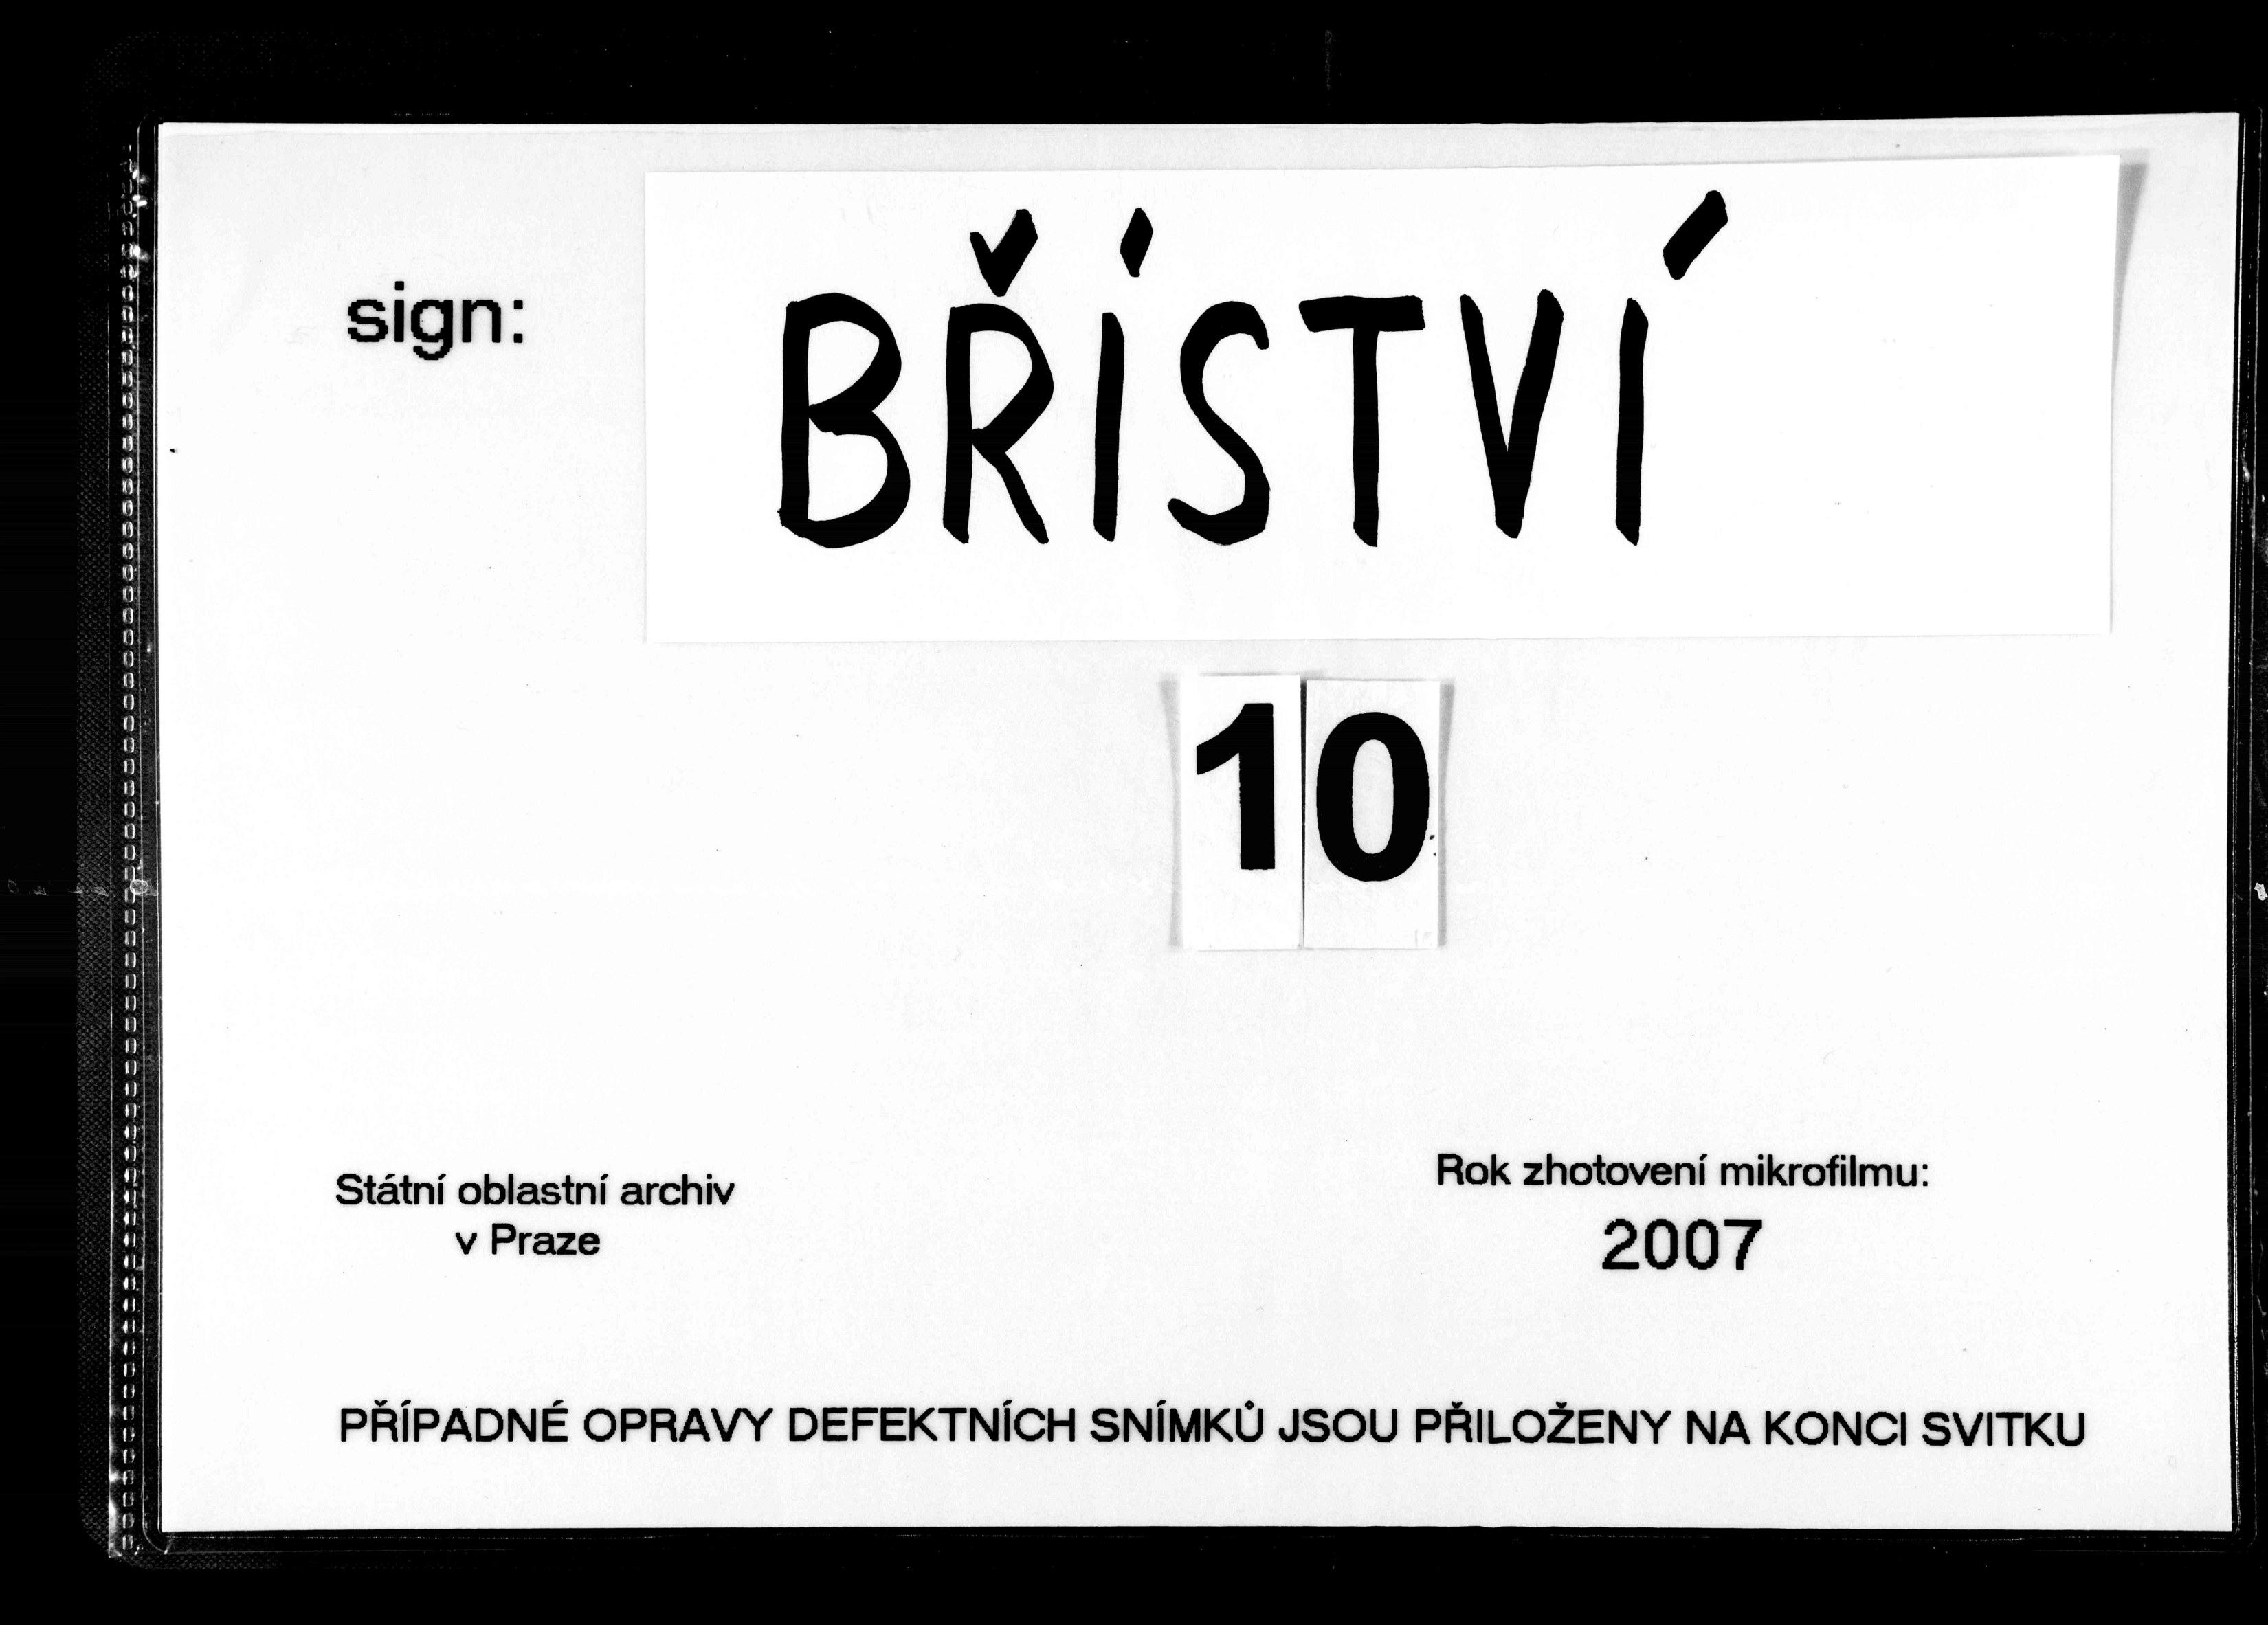 sign: BŘÍSTVÍ
10
Státní oblastní archiv
v Praze
Rok zhotovení mikrofilmu:
2007
PŘÍPADNÉ OPRAVY DEFEKTNÍCH SNÍMKŮ JSOU PŘILOŽENY NA KONCI SVITKU